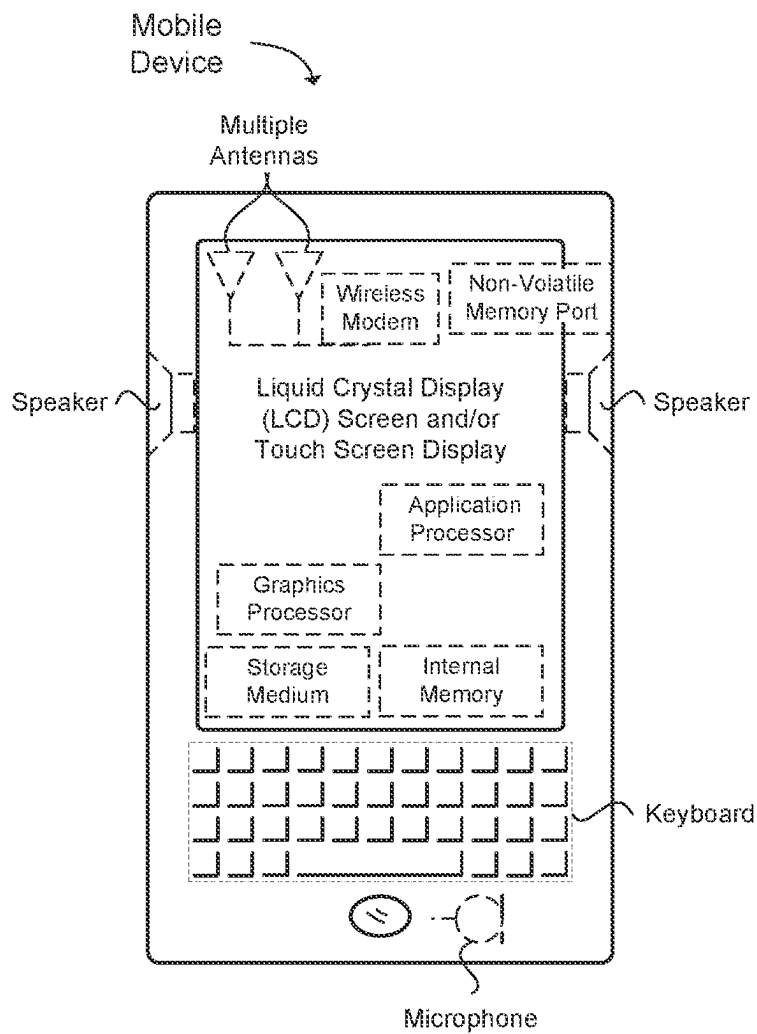 Mobile
Device
Multiple
Antennas
Wireless
Modem
Non-Volatile
Memory Port
Speaker
Liquid Crystal Display
(LCD) Screen and/or
Touch Screen Display
Speaker
Application
Processor
Graphics
Processor
Storage
Medium
Internal
Memory
Keyboard
Microphone